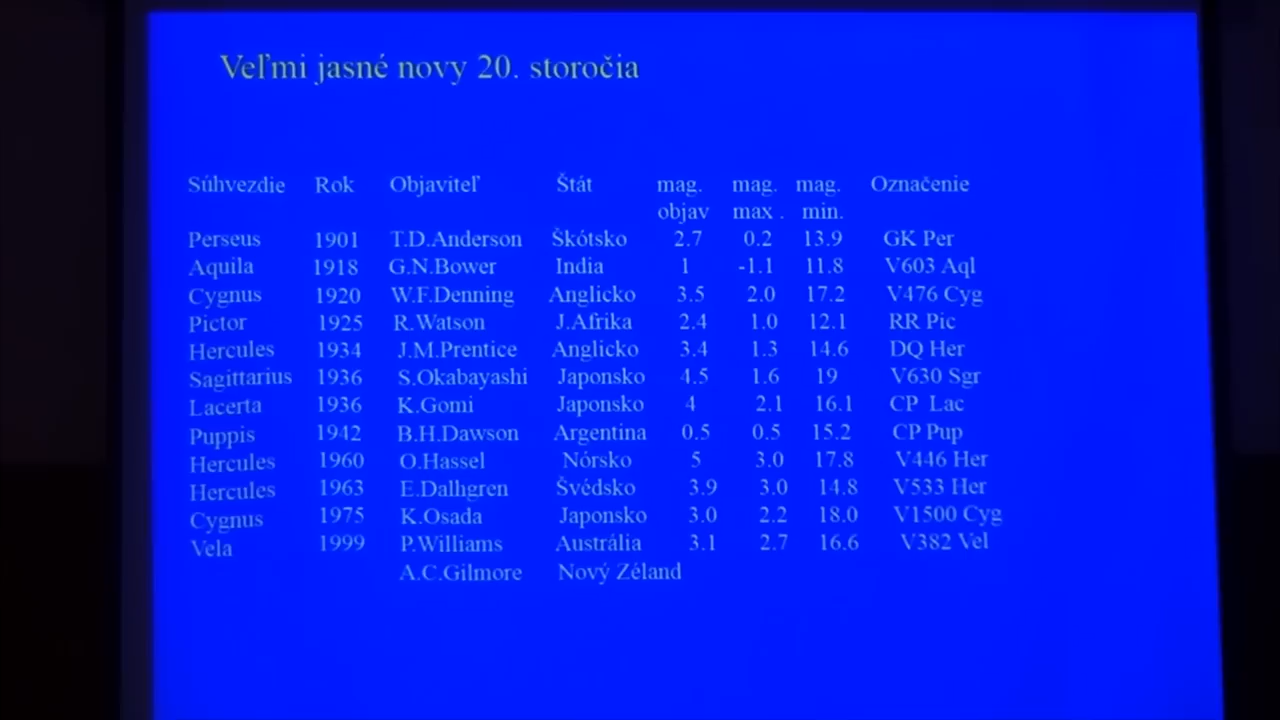 Veľmi jasné novy 20. storočia
Súhvezdie Rok Objaviteľ Štát mag. mag. mag. Označenie
objav max . min.
Perseus 1901 T.D.Anderson Škótsko 2.7 0.2 13.9 GK Per
Aquila 1918 G.N.Bower India 1 -1.1 11.8 V603 Aql
Cygnus 1920 W.F.Denning Anglicko 3.5 2.0 17.2 V476 Cyg
Pictor 1925 R.Watson J.Afrika 2.4 1.0 12.1 RR Pic
Hercules 1934 J.M.Prentice Anglicko 3.4 1.3 14.6 DQ Her
Sagittarius 1936 S.Okabayashi Japonsko 4.5 1.6 19 V630 Sgr
Lacerta 1936 K.Gomi Japonsko 4 2.1 16.1 CP Lac
Puppis 1942 B.H.Dawson Argentina 0.5 0.5 15.2 CP Pup
Hercules 1960 O.Hassel Nórsko 5 3.0 17.8 V446 Her
Hercules 1963 E.Dalhgren Švédsko 3.9 3.0 14.8 V533 Her
Cygnus 1975 K.Osada Japonsko 3.0 2.2 18.0 V1500 Cyg
Vela 1999 P.Williams Austrália 3.1 2.7 16.6 V382 Vel
A.C.Gilmore Nový Zéland